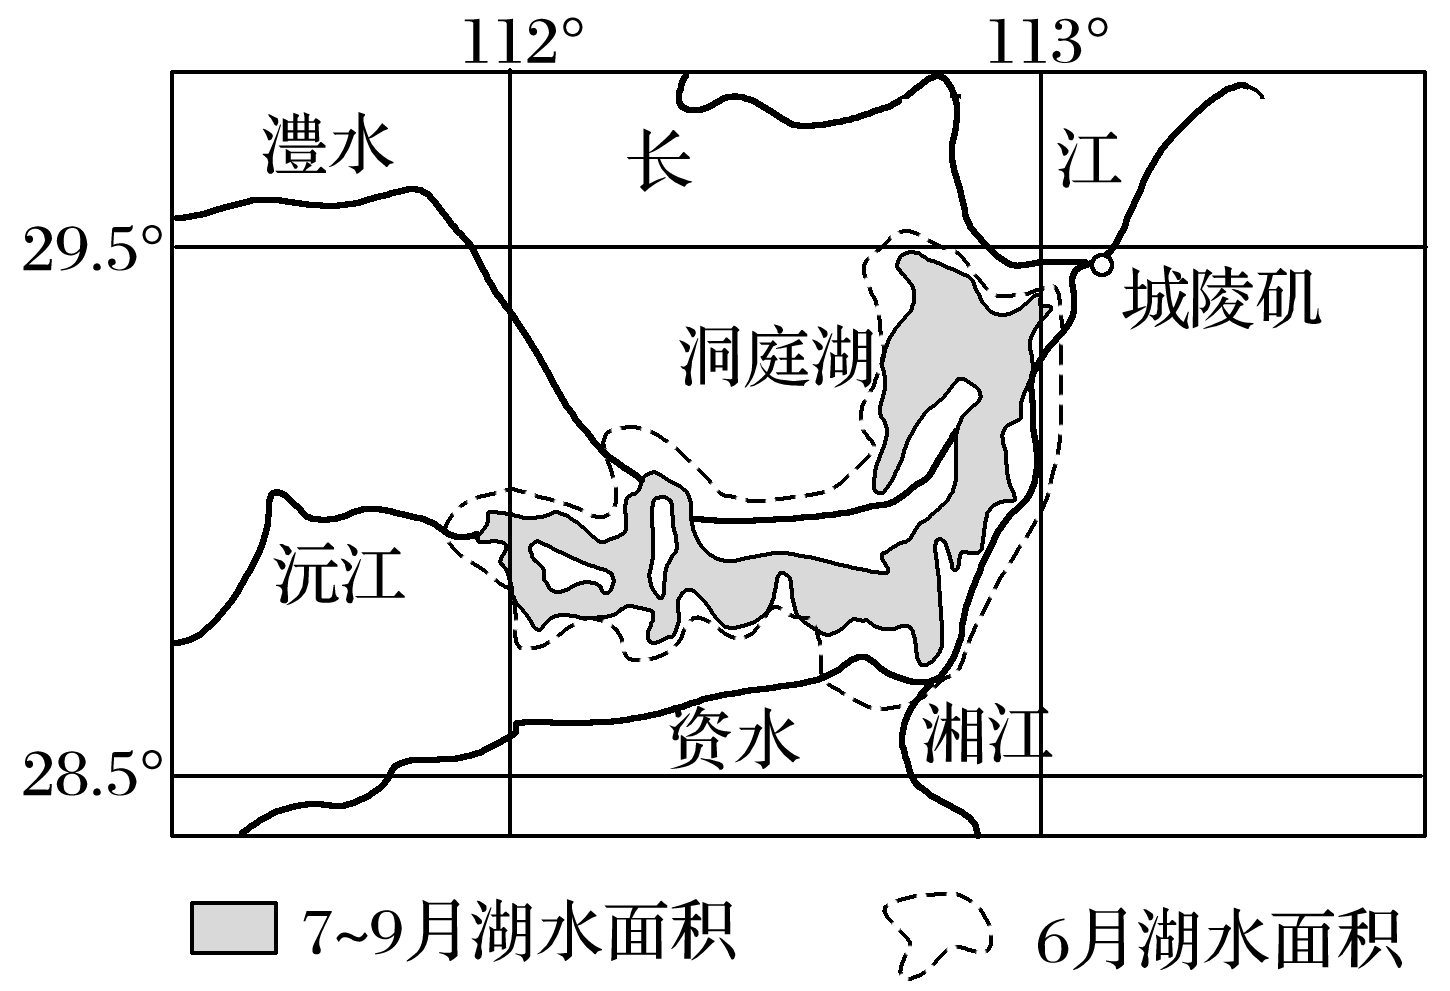 112° 113°
澧水
长 江
29.5°
城陵矶
洞庭湖
沅江
资水 湘江
28.5°
7~9月湖水面积 6月湖水面积